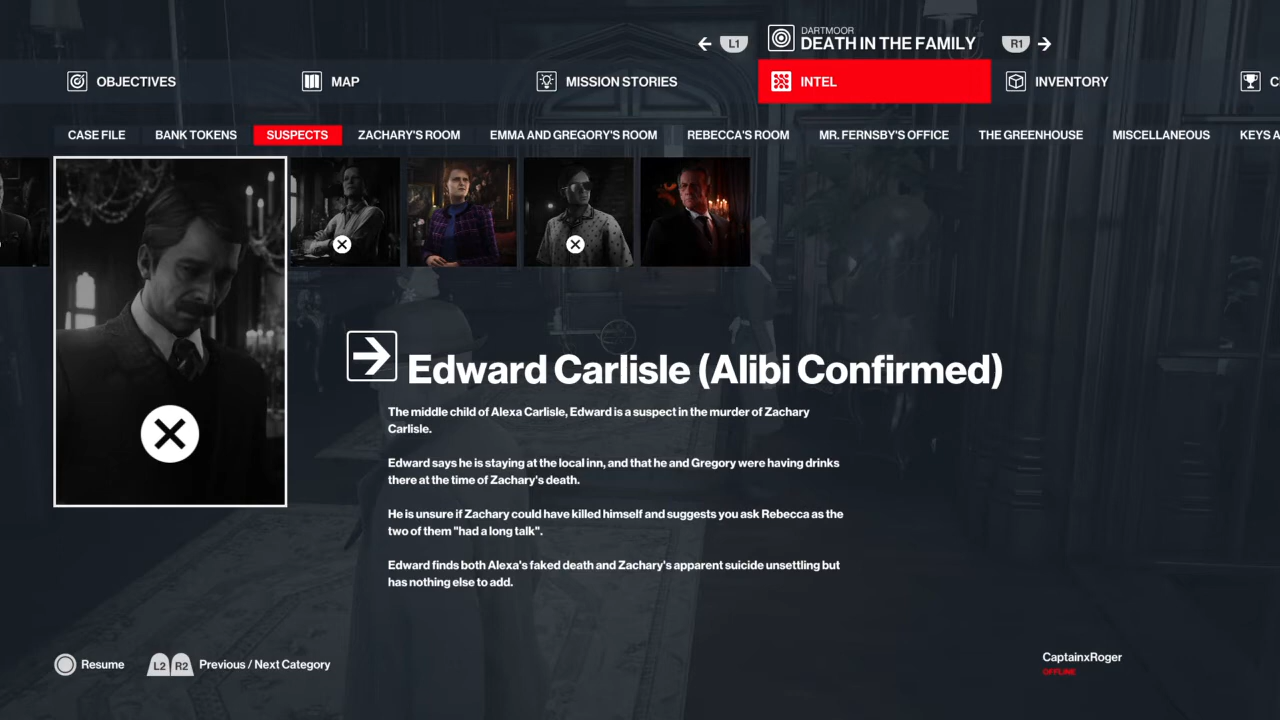 L1
DARTMOOR
DEATH IN THE FAMILY
R1
OBJECTIVES
MAP
MISSION STORIES
INTEL
INVENTORY
C
CASE FILE
BANK TOKENS
SUSPECTS
ZACHARY'S ROOM
EMMA AND GREGORY'S ROOM
REBECCA'S ROOM
MR. FERNSBY'S OFFICE
THE GREENHOUSE
MISCELLANEOUS
KEYS A
Edward Carlisle (Alibi Confirmed)
The middle child of Alexa Carlisle, Edward is a suspect in the murder of Zachary
Carlisle.
Edward says he is staying at the local inn, and that he and Gregory were having drinks
there at the time of Zachary's death.
He is unsure if Zachary could have killed himself and suggests you ask Rebecca as the
two of them "had a long talk".
Edward finds both Alexa's faked death and Zachary's apparent suicide unsettling but
has nothing else to add.
Resume
L2 R2 Previous / Next Category
CaptainxRoger
OFFLINE